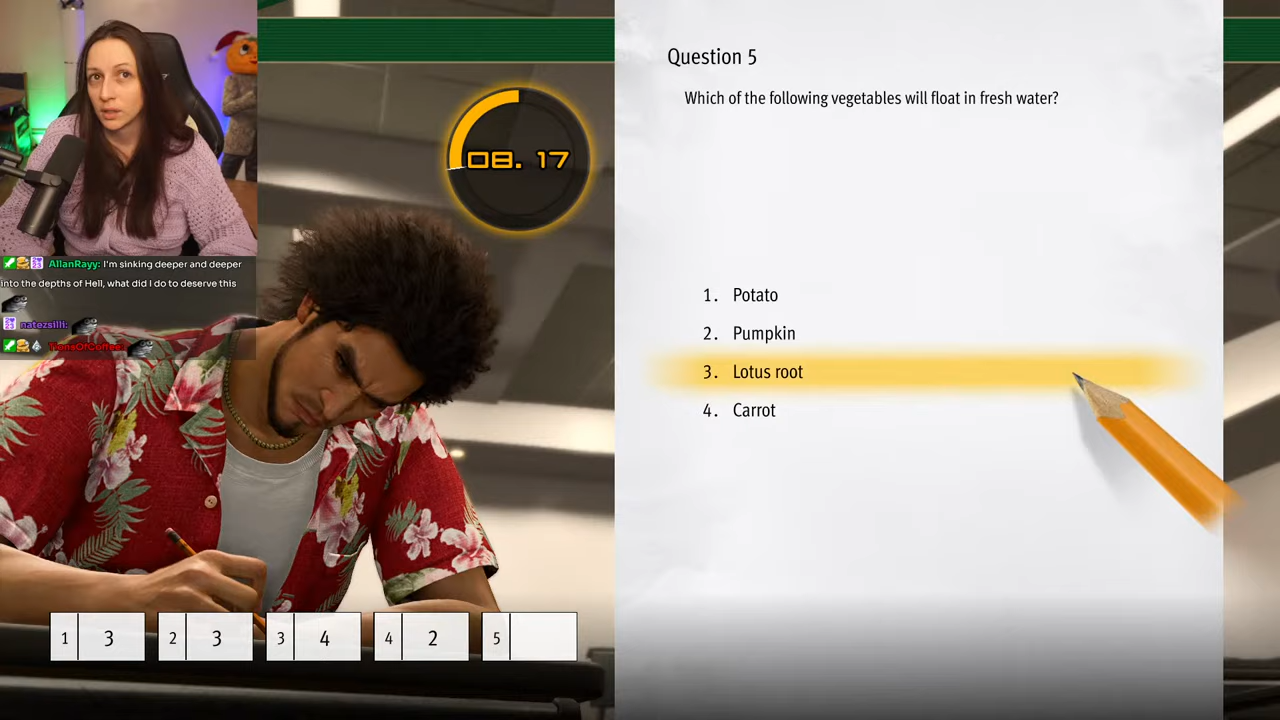 Question 5
Which of the following vegetables will float in fresh water?
1. Potato
2. Pumpkin
3. Lotus root
4. Carrot
08. 17
AllanRayy: I'm sinking deeper and deeper
into the depths of Hell, what did I do to deserve this
natezsilli:
TonsOfCoffee:
1 3 2 3 3 4 4 2 5